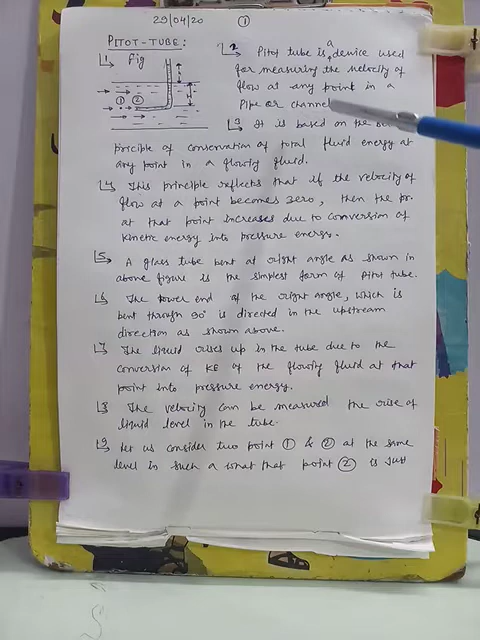 29/04/20 ①
PITOT-TUBE:
1 Fig
① ②
2 Pitot tube is a device used
for measuring the velocity of
flow at any point in a
Pipe or channel
3 It is based on the
principle of conservation of total fluid energy at
any point in a flowing fluid.
4 This principle reflects that if the velocity of
flow at a point becomes zero, then the pr.
at that point increases due to conversion of
kinetic energy into pressure energy.
5 A glass tube bent at right angle as shown in
above figure is the simplest form of Pitot tube.
6 The lower end of the right angle, which is
bent through 90° is directed in the upstream
direction as shown above.
7 The liquid rises up in the tube due to the
conversion of KE of the flowing fluid at that
point into pressure energy.
8 The velocity can be measured the rise of
liquid level in the tube.
9 Let us consider two point ① & ② at the same
level in such a way that point ② is just